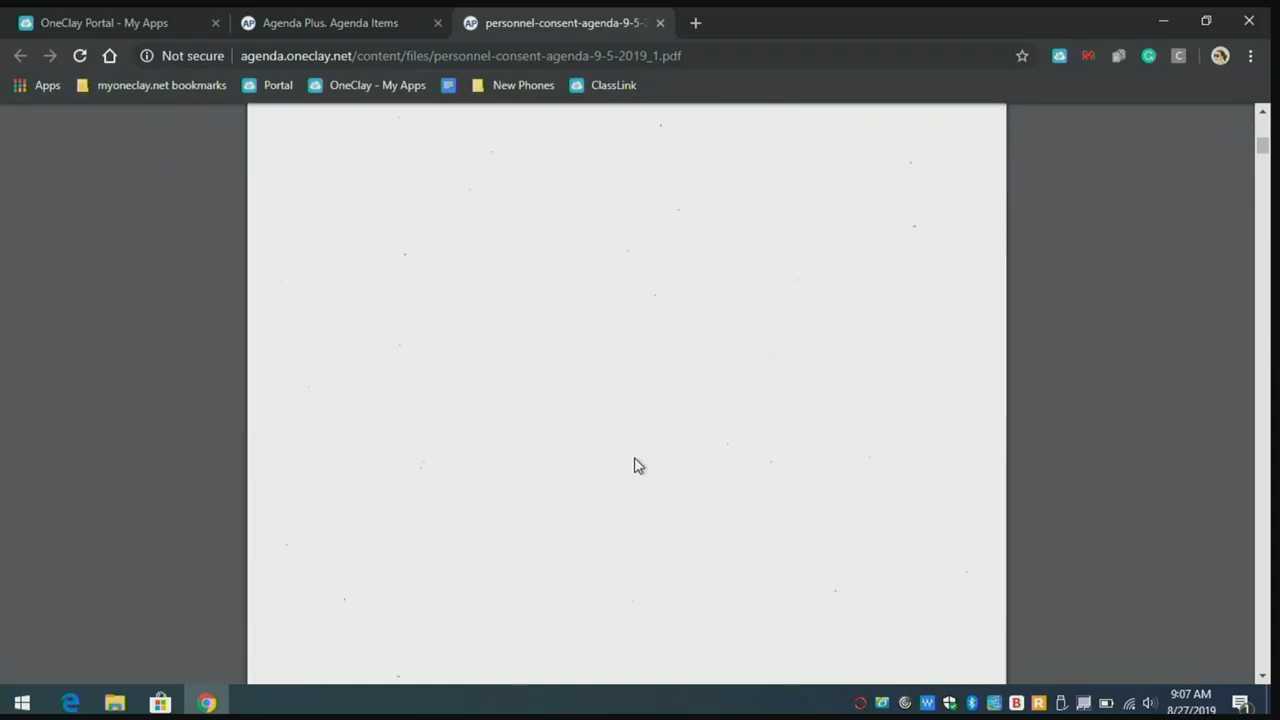 OneClay Portal - My Apps
Agenda Plus. Agenda Items
personnel-consent-agenda-9-5-
Not secure
agenda.oneclay.net/content/files/personnel-consent-agenda-9-5-2019_1.pdf
Apps
myoneclay.net bookmarks
Portal
OneClay - My Apps
New Phones
ClassLink
9:07 AM
8/27/2019